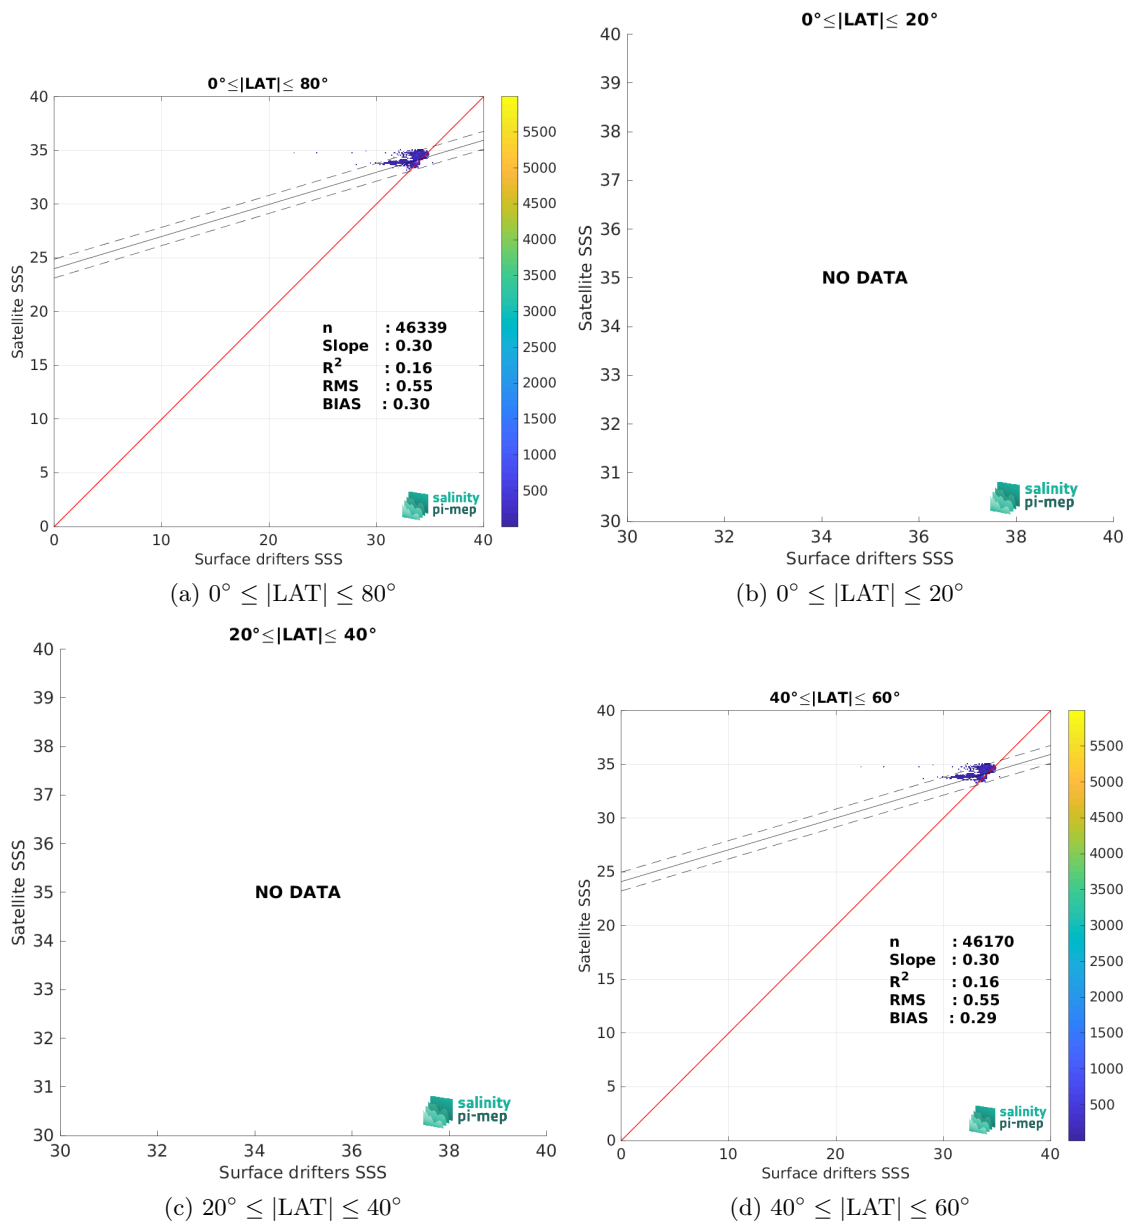 0°≤|LAT|≤ 80°
40
35
30
25
20
15
10
5
0
Satellite SSS
n : 46339
Slope : 0.30
R² : 0.16
RMS : 0.55
BIAS : 0.30
salinity
pi-mep
0 10 20 30 40
Surface drifters SSS
5500
5000
4500
4000
3500
3000
2500
2000
1500
1000
500
(a) 0° ≤ |LAT| ≤ 80°
0°≤|LAT|≤ 20°
40
39
38
37
36
35
34
33
32
31
30
Satellite SSS
NO DATA
salinity
pi-mep
30 32 34 36 38 40
Surface drifters SSS
(b) 0° ≤ |LAT| ≤ 20°
20°≤|LAT|≤ 40°
40
39
38
37
36
35
34
33
32
31
30
Satellite SSS
NO DATA
salinity
pi-mep
30 32 34 36 38 40
Surface drifters SSS
(c) 20° ≤ |LAT| ≤ 40°
40°≤|LAT|≤ 60°
40
35
30
25
20
15
10
5
0
Satellite SSS
n : 46170
Slope : 0.30
R² : 0.16
RMS : 0.55
BIAS : 0.29
salinity
pi-mep
0 10 20 30 40
Surface drifters SSS
5500
5000
4500
4000
3500
3000
2500
2000
1500
1000
500
(d) 40° ≤ |LAT| ≤ 60°